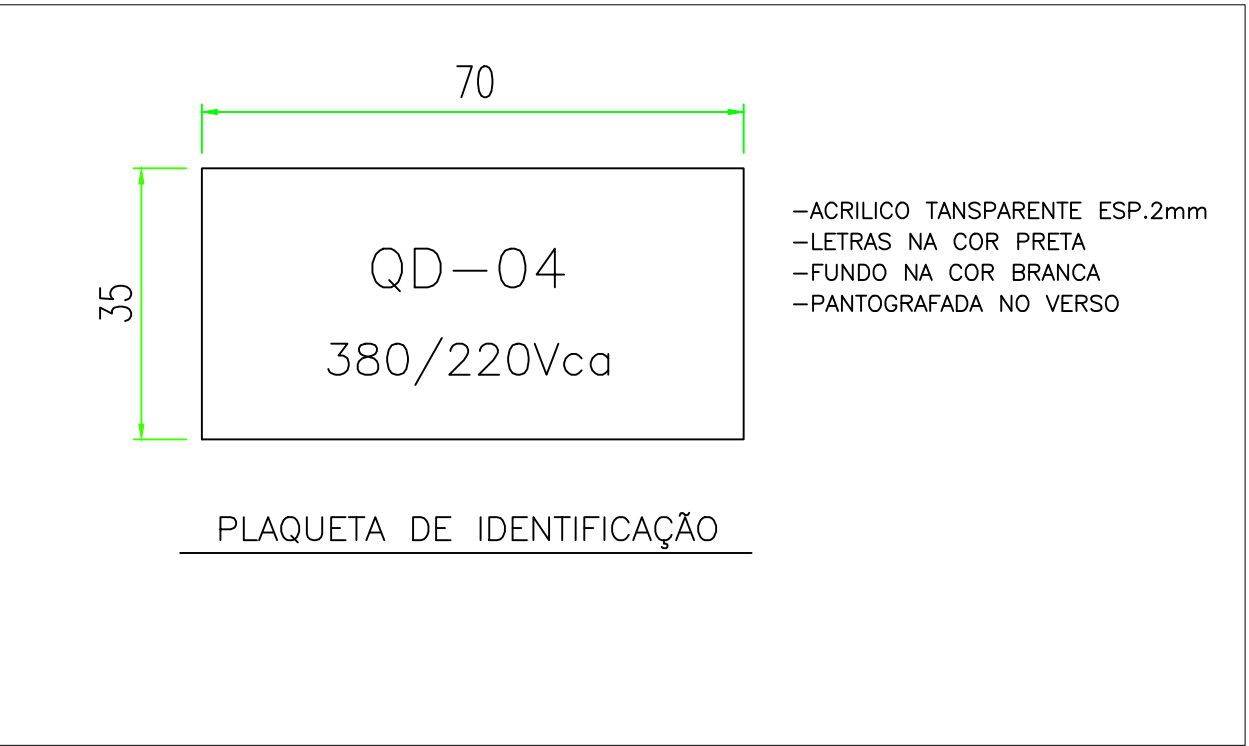 70
35
QD-04
380/220Vca
-ACRILICO TANSPARENTE ESP.2mm
-LETRAS NA COR PRETA
-FUNDO NA COR BRANCA
-PANTOGRAFADA NO VERSO
PLAQUETA DE IDENTIFICAÇÃO